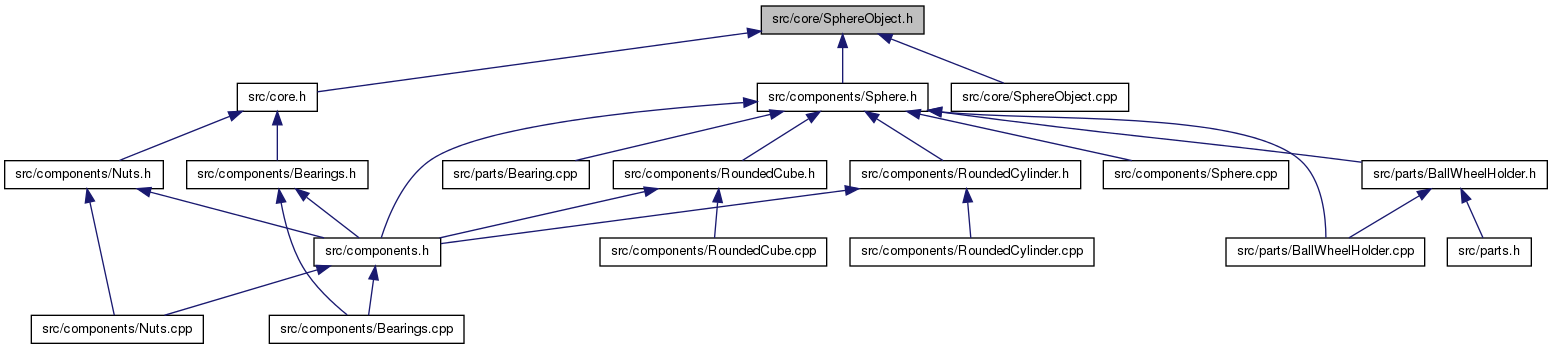 src/core/SphereObject.h
src/core.h
src/components/Sphere.h
src/core/SphereObject.cpp
src/components/Nuts.h
src/components/Bearings.h
src/parts/Bearing.cpp
src/components/RoundedCube.h
src/components/RoundedCylinder.h
src/components/Sphere.cpp
src/parts/BallWheelHolder.h
src/components.h
src/components/RoundedCube.cpp
src/components/RoundedCylinder.cpp
src/parts/BallWheelHolder.cpp
src/parts.h
src/components/Nuts.cpp
src/components/Bearings.cpp